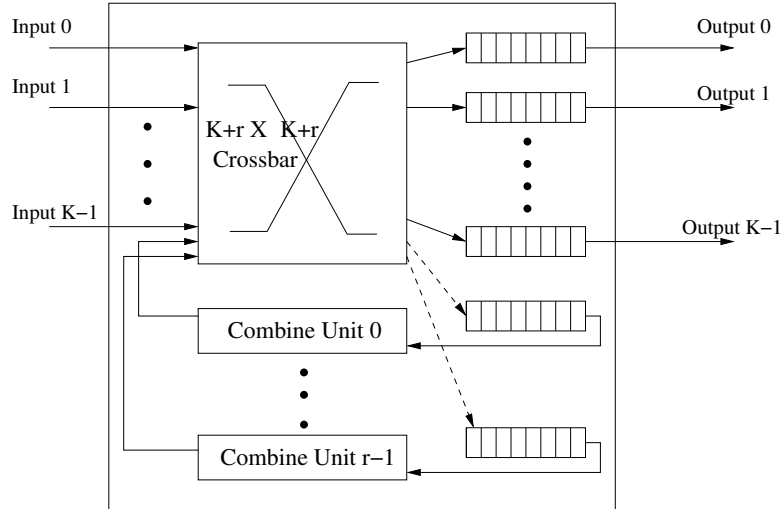 Input 0
Output 0
Input 1
Output 1
K+r X K+r
Crossbar
Input K−1
Output K−1
Combine Unit 0
Combine Unit r−1